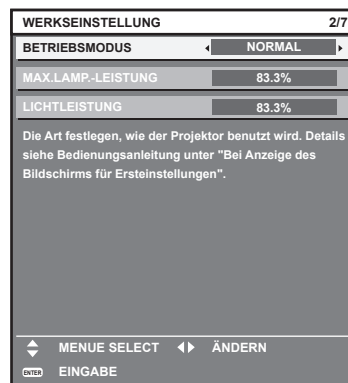 WERKSEINSTELLUNG 2/7
BETRIEBSMODUS NORMAL
MAX.LAMP.-LEISTUNG 83.3%
LICHTLEISTUNG 83.3%
Die Art festlegen, wie der Projektor benutzt wird. Details
siehe Bedienungsanleitung unter "Bei Anzeige des
Bildschirms für Ersteinstellungen".
MENUE SELECT ÄNDERN
ENTER EINGABE